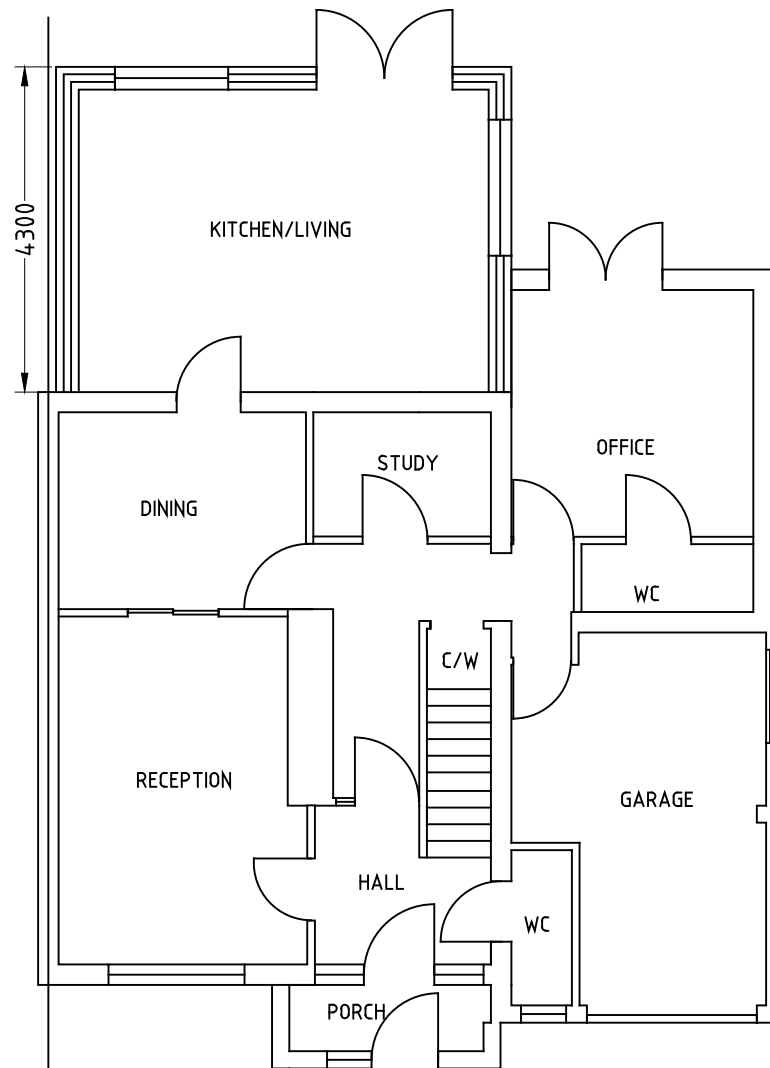 KITCHEN/LIVING
4300
OFFICE
STUDY
DINING
WC
C/W
RECEPTION
GARAGE
HALL
WC
PORCH